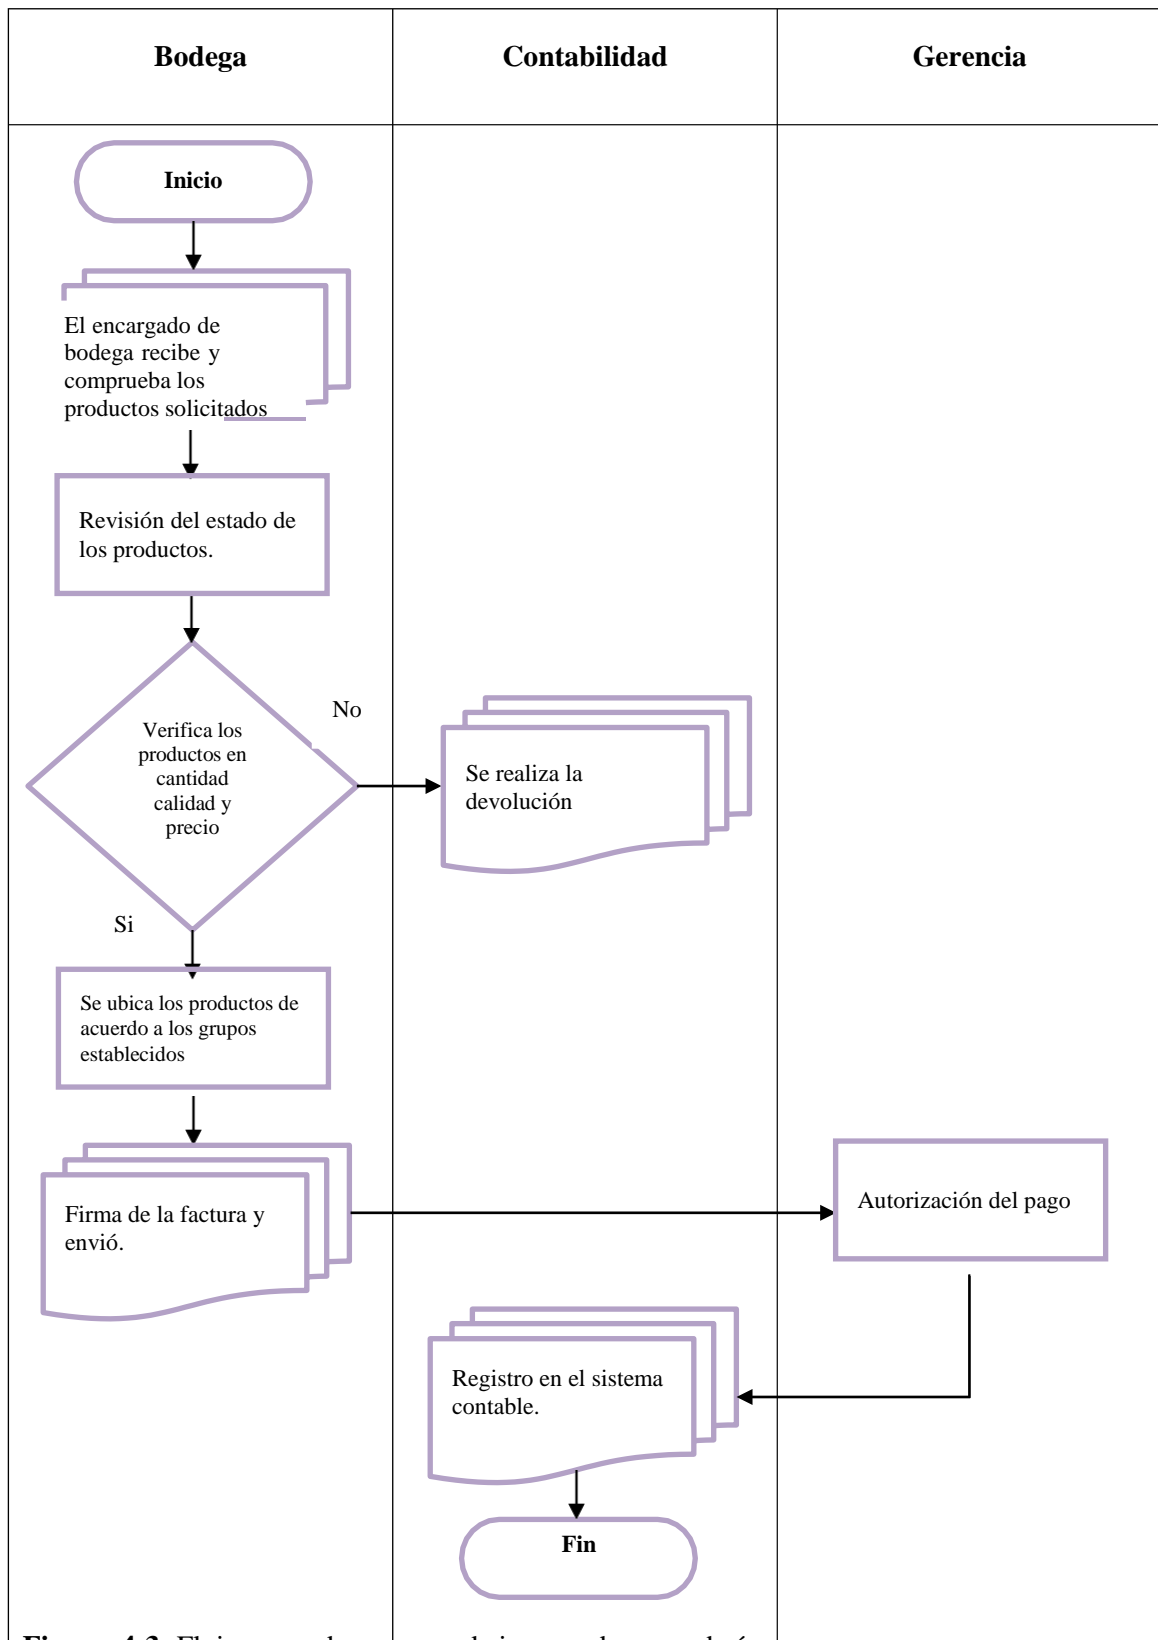 Bodega
Contabilidad
Gerencia
Inicio
El encargado de
bodega recibe y
comprueba los
productos solicitados
Revisión del estado de
los productos.
Verifica los
productos en
cantidad
calidad y
precio
No
Se realiza la
devolución
Si
Se ubica los productos de
acuerdo a los grupos
establecidos
Firma de la factura y
envió.
Autorización del pago
Registro en el sistema
contable.
Fin